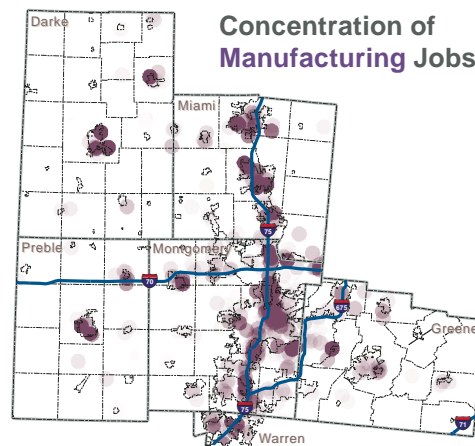 Concentration of
Manufacturing Jobs
Darke
Miami
75
Preble
Montgomery
70
675
Greene
75
Warren